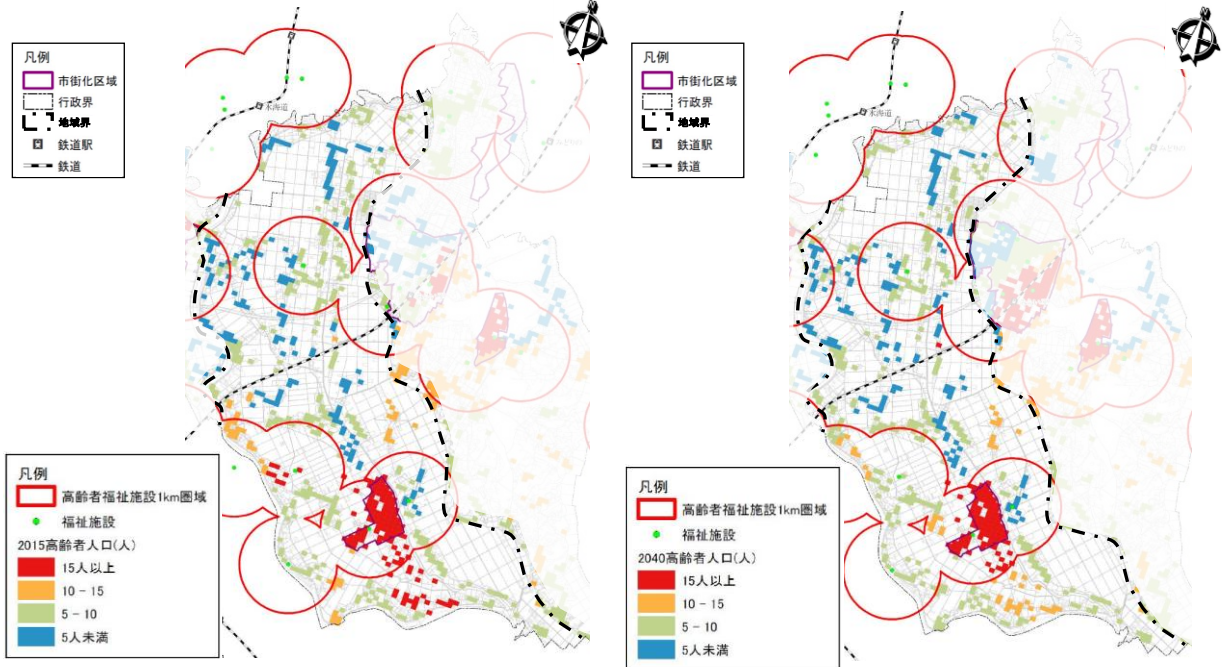 凡例
市街化区域
行政界
地域界
鉄道駅
鉄道
水海道
凡例
高齢者福祉施設1km圏域
福祉施設
2015高齢者人口(人)
15人以上
10 - 15
5 - 10
5人未満
凡例
市街化区域
行政界
地域界
鉄道駅
鉄道
水海道
凡例
高齢者福祉施設1km圏域
福祉施設
2040高齢者人口(人)
15人以上
10 - 15
5 - 10
5人未満